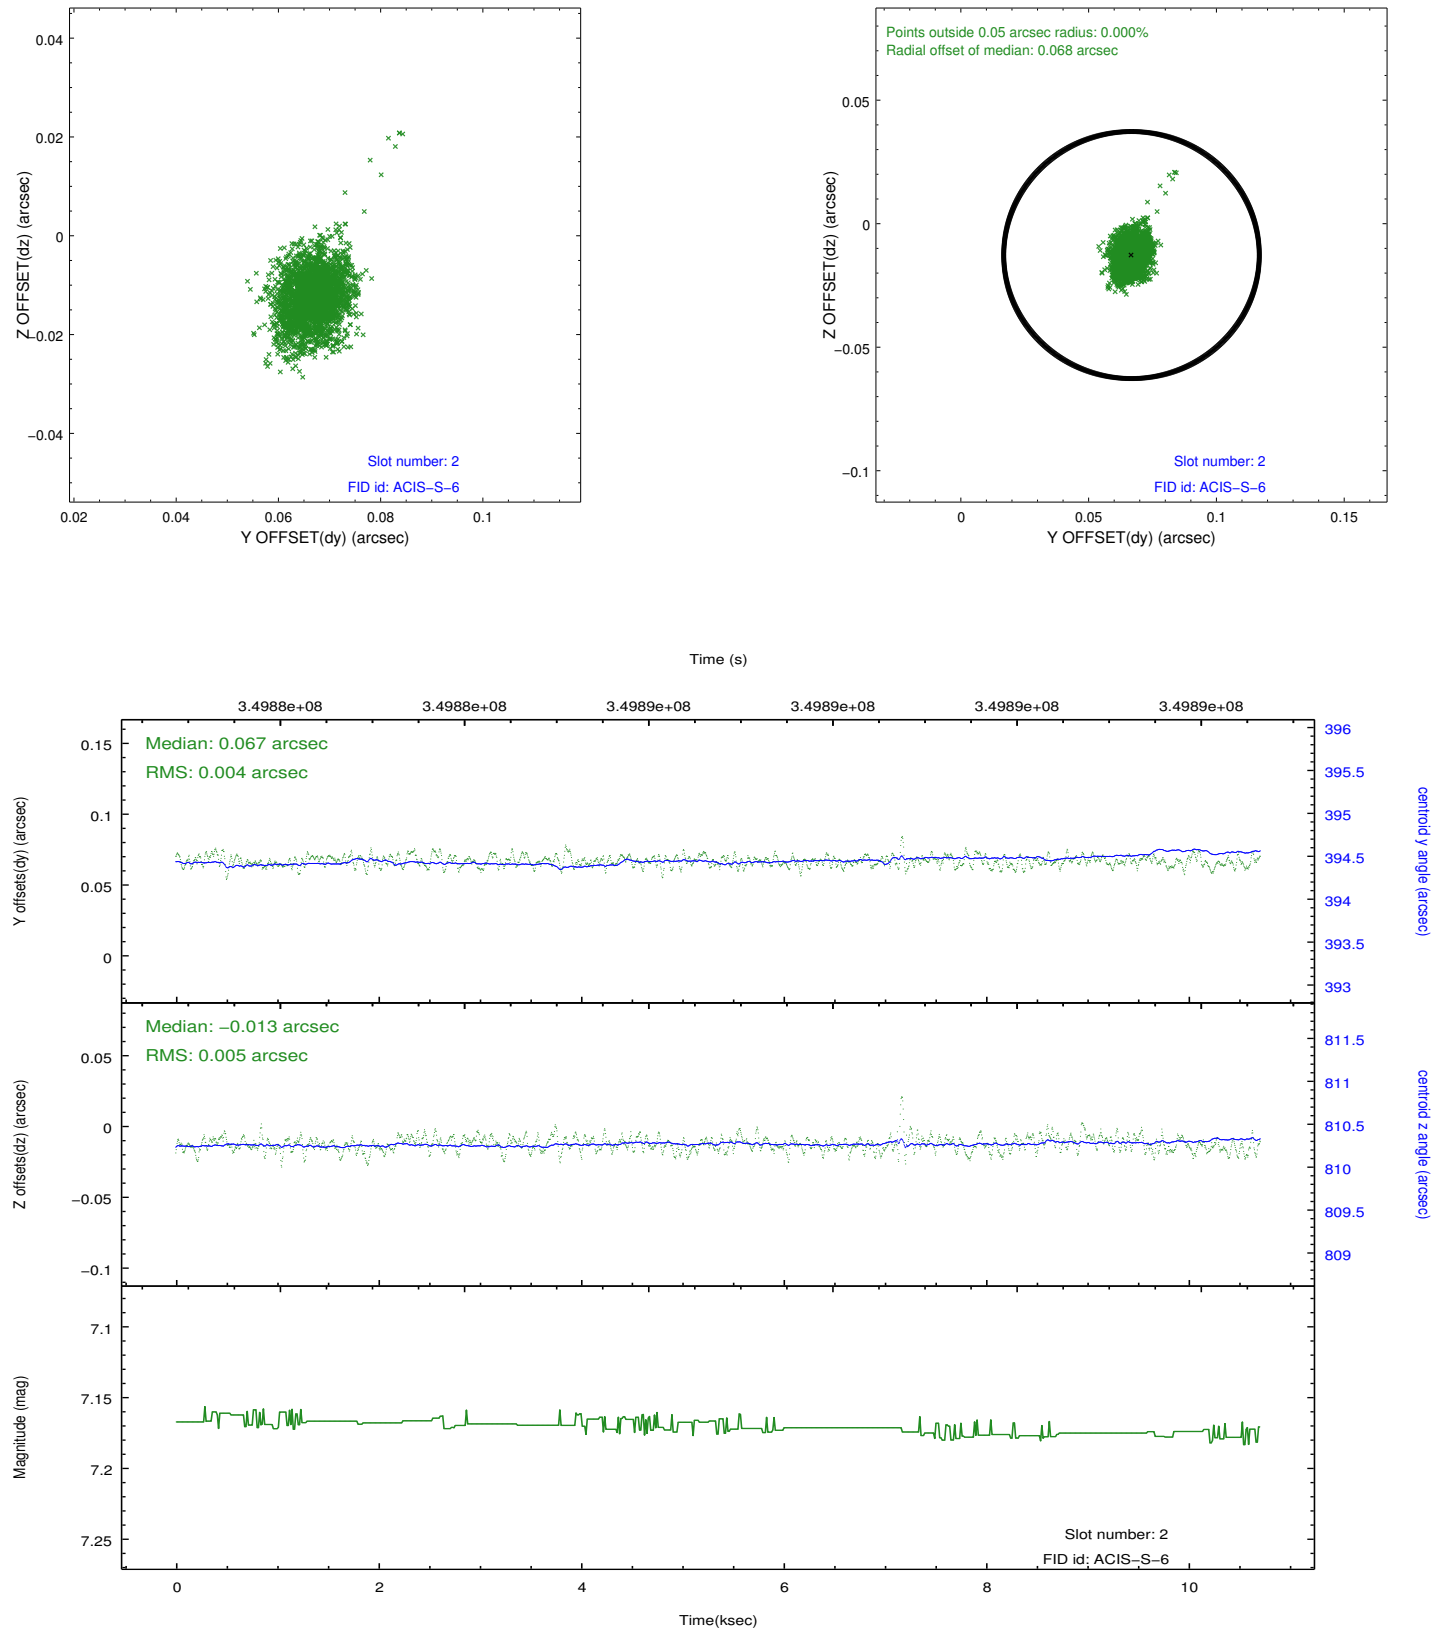 0.04
0.02
0
−0.02
−0.04
Z OFFSET(dz) (arcsec)
Slot number: 2
FID id: ACIS−S−6
0.02 0.04 0.06 0.08 0.1
Y OFFSET(dy) (arcsec)
Points outside 0.05 arcsec radius: 0.000%
Radial offset of median: 0.068 arcsec
0.05
0
−0.05
−0.1
Z OFFSET(dz) (arcsec)
Slot number: 2
FID id: ACIS−S−6
0 0.05 0.1 0.15
Y OFFSET(dy) (arcsec)
Time (s)
3.4988e+08 3.4988e+08 3.4989e+08 3.4989e+08 3.4989e+08 3.4989e+08
Median: 0.067 arcsec
RMS: 0.004 arcsec
0.15
0.1
0.05
0
Y offsets(dy) (arcsec)
396
395.5
395
394.5
394
393.5
393
centroid y angle (arcsec)
Median: −0.013 arcsec
RMS: 0.005 arcsec
0.05
0
−0.05
−0.1
Z offsets(dz) (arcsec)
811.5
811
810.5
810
809.5
809
centroid z angle (arcsec)
7.1
7.15
7.2
7.25
Magnitude (mag)
Slot number: 2
FID id: ACIS−S−6
0 2 4 6 8 10
Time(ksec)